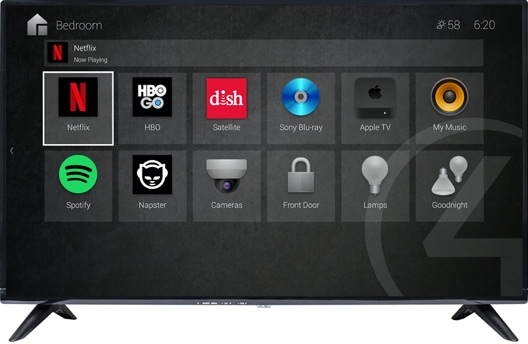 Bedroom
58 6:20
Netflix
Now Playing
N HBO GO dish
Netflix HBO Satellite Sony Blu-ray Apple TV My Music
Spotify Napster Cameras Front Door Lamps Goodnight